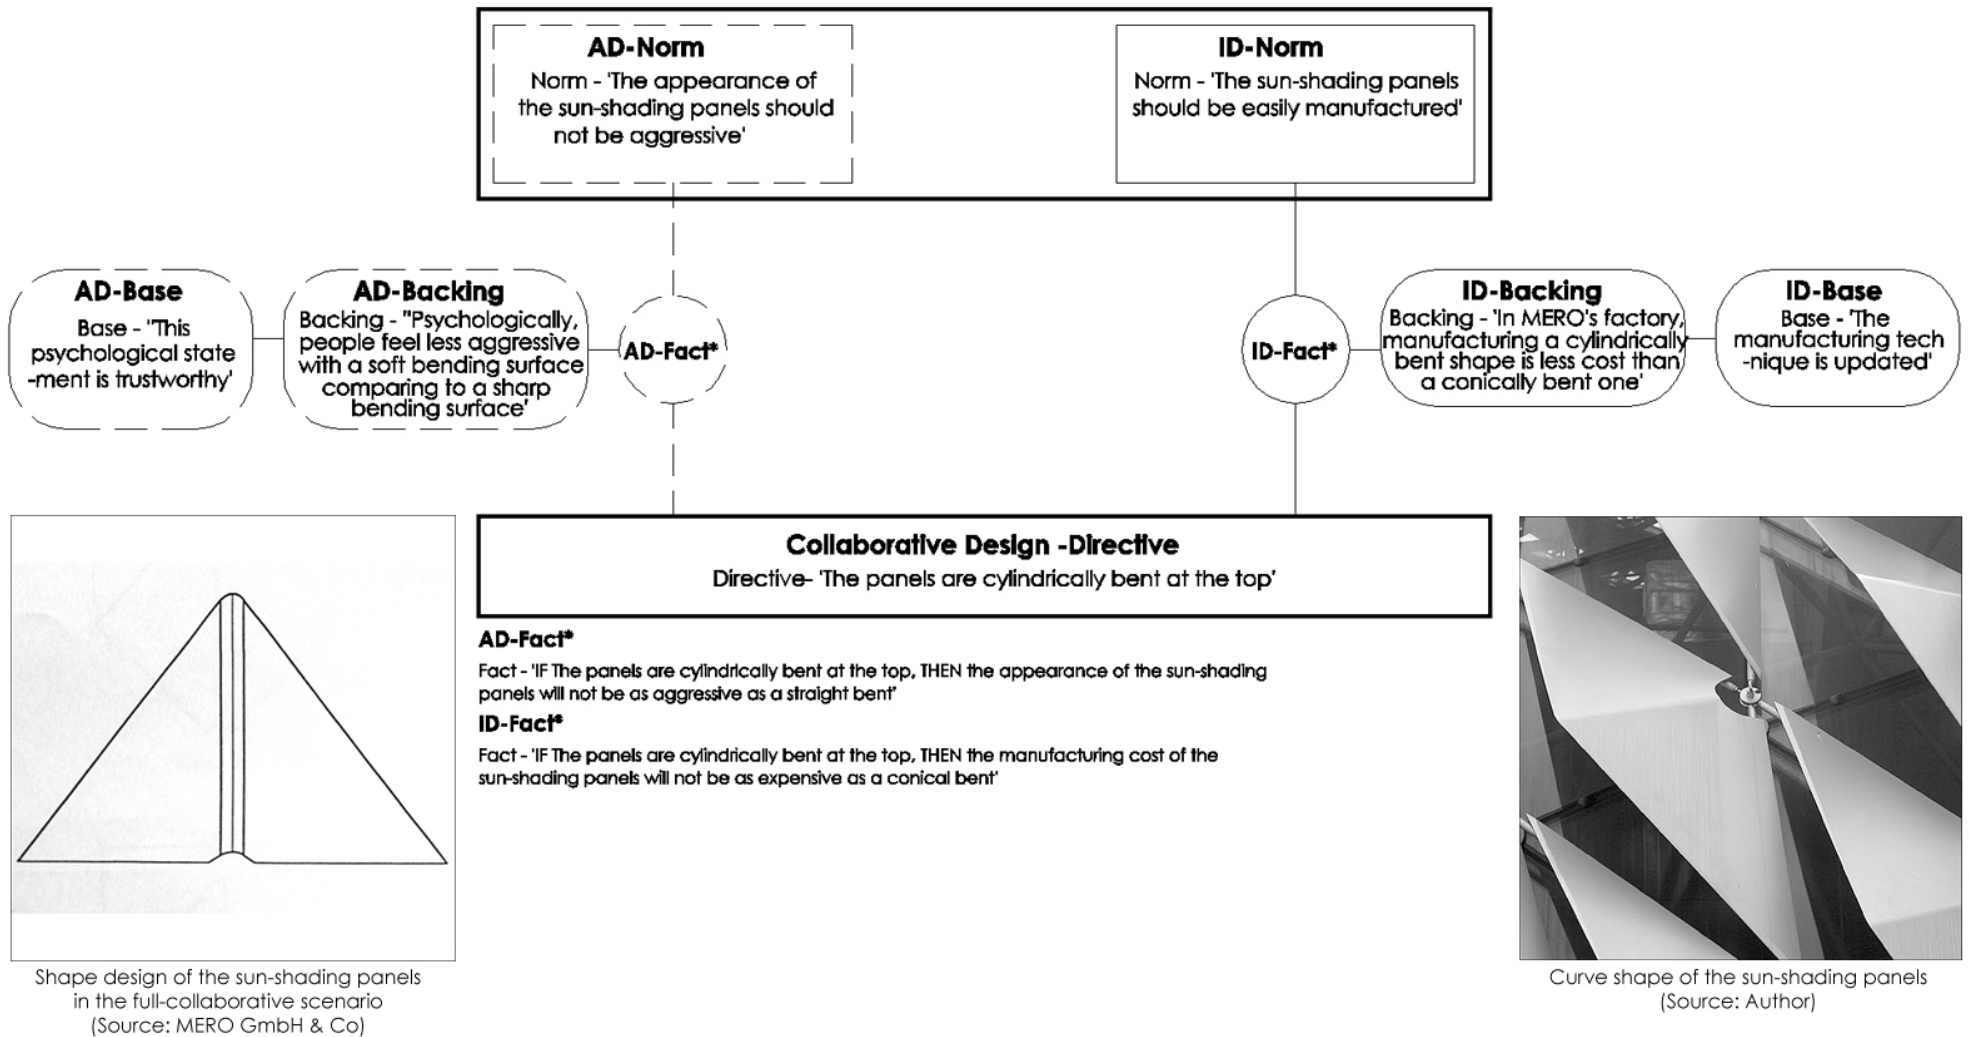 AD-Norm
Norm - 'The appearance of
the sun-shading panels should
not be aggressive'
ID-Norm
Norm - 'The sun-shading panels
should be easily manufactured'
AD-Base
Base - "This
psychological state
-ment is trustworthy'
AD-Backing
Backing - "Psychologically,
people feel less aggressive
with a soft bending surface
comparing to a sharp
bending surface'
AD-Fact*
ID-Fact*
ID-Backing
Backing - 'In MERO's factory,
manufacturing a cylindrically
bent shape is less cost than
a conically bent one'
ID-Base
Base - 'The
manufacturing tech
-nique is updated'
Collaborative Design -Directive
Directive- 'The panels are cylindrically bent at the top'
AD-Fact*
Fact - 'IF The panels are cylindrically bent at the top, THEN the appearance of the sun-shading
panels will not be as aggressive as a straight bent'
ID-Fact*
Fact - 'IF The panels are cylindrically bent at the top, THEN the manufacturing cost of the
sun-shading panels will not be as expensive as a conical bent'
Shape design of the sun-shading panels
in the full-collaborative scenario
(Source: MERO GmbH & Co)
Curve shape of the sun-shading panels
(Source: Author)